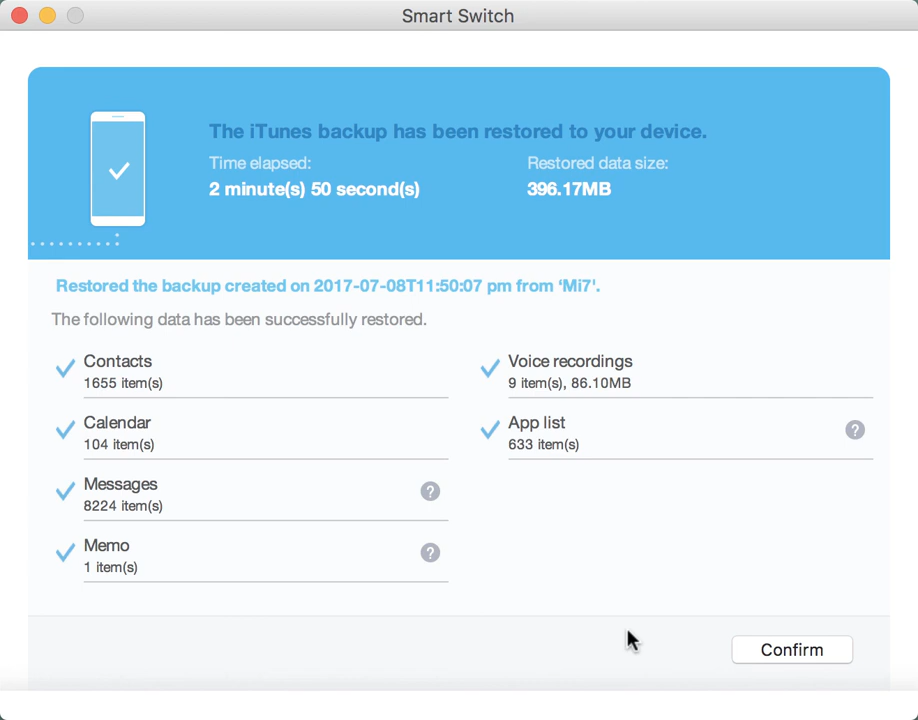 Smart Switch
The iTunes backup has been restored to your device.
Time elapsed:
2 minute(s) 50 second(s)
Restored data size:
396.17MB
Restored the backup created on 2017-07-08T11:50:07 pm from ‘Mi7'.
The following data has been successfully restored.
Contacts
1655 item(s)
Calendar
104 item(s)
Messages
8224 item(s)
?
Memo
1 item(s)
?
Voice recordings
9 item(s), 86.10MB
App list
633 item(s)
?
Confirm